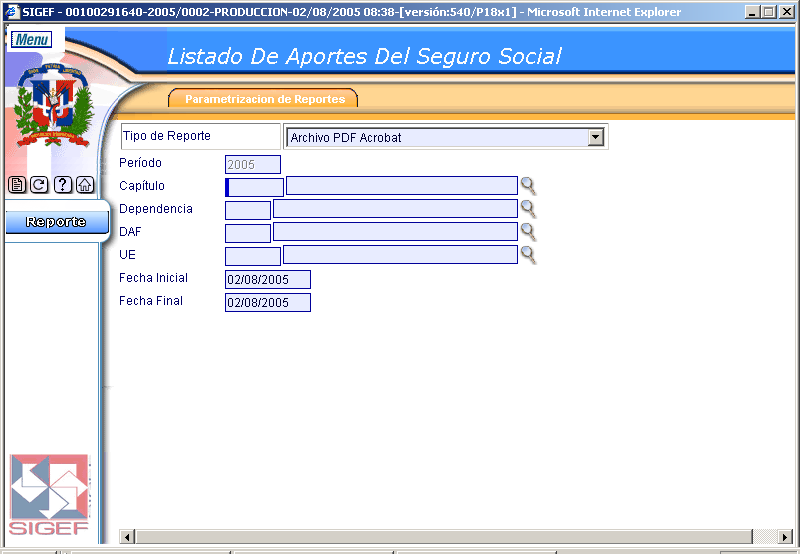 SIGEF - 00100291640-2005/0002-PRODUCCION-02/08/2005 08:38-[versión:540/P18x1] - Microsoft Internet Explorer
Menu
Listado De Aportes Del Seguro Social
Parametrizacion de Reportes
Tipo de Reporte Archivo PDF Acrobat
Período 2005
Capítulo
Dependencia
DAF
UE
Fecha Inicial 02/08/2005
Fecha Final 02/08/2005
Reporte
SIGEF